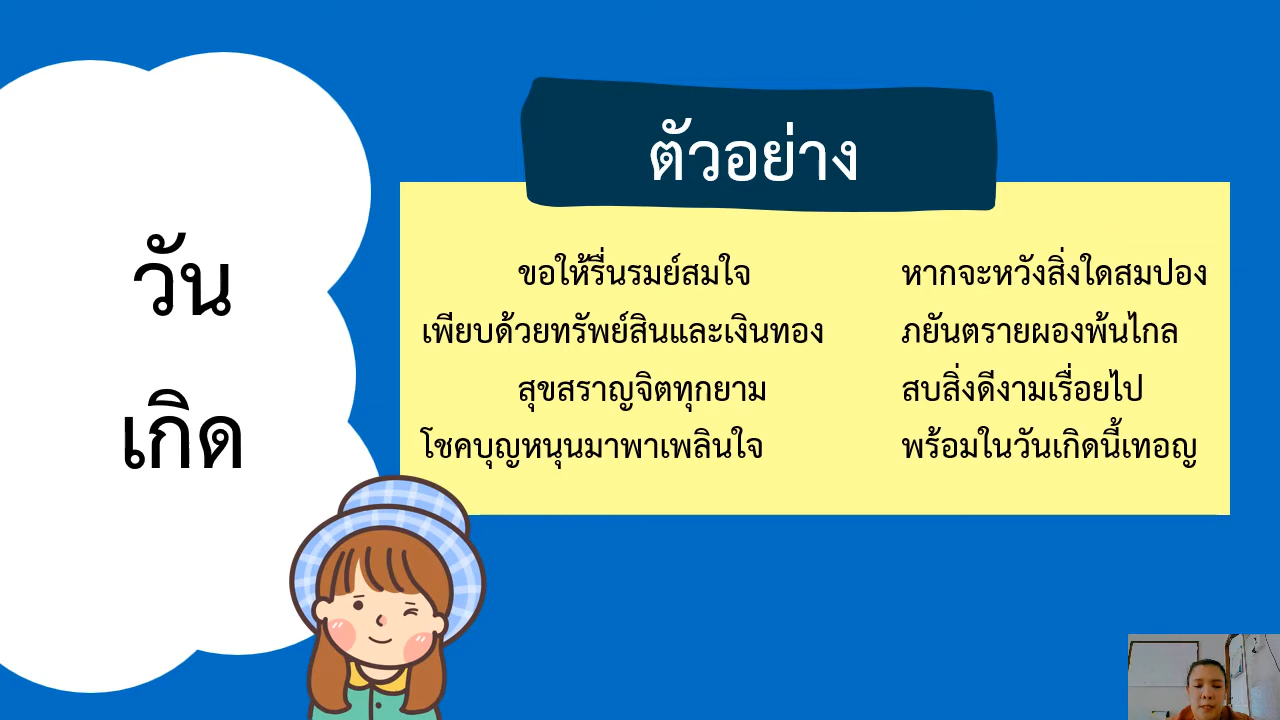 วัน
เกิด
ตัวอย่าง
ขอให้รื่นรมย์สมใจ หากจะหวังสิ่งใดสมปอง
เพียบด้วยทรัพย์สินและเงินทอง ภยันตรายผองพ้นไกล
สุขสราญจิตทุกยาม สบสิ่งดีงามเรื่อยไป
โชคบุญหนุนมาพาเพลินใจ พร้อมในวันเกิดนี้เทอญ